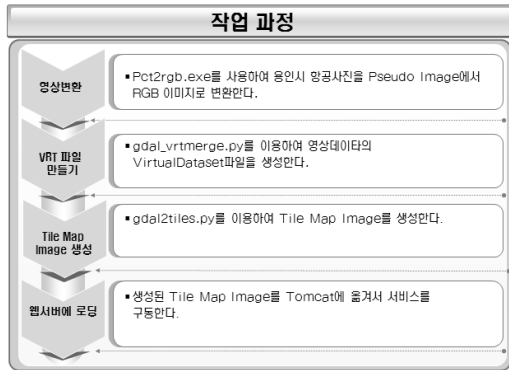 작업 과정
영상변환
▪Pct2rgb.exe를 사용하여 용인시 항공사진을 Pseudo Image에서
RGB 이미지로 변환한다.
VRT 파일
만들기
▪gdal_vrtmerge.py를 이용하여 영상데이타의
VirtualDataset파일을 생성한다.
Tile Map
Image 생성
▪gdal2tiles.py를 이용하여 Tile Map Image를 생성한다.
웹서버에 로딩
▪생성된 Tile Map Image를 Tomcat에 옮겨서 서비스를
구동한다.